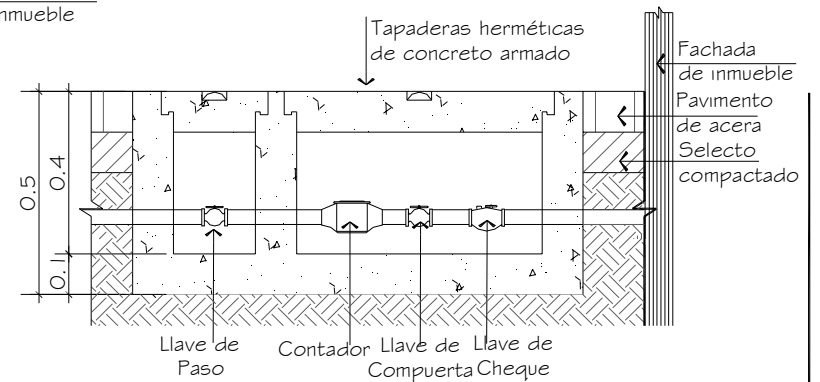 inmueble
Tapaderas herméticas
de concreto armado
Fachada
de inmueble
Pavimento
de acera
Selecto
compactado
0.5
0.4
0.1
Llave de
Paso
Contador
Llave de
Compuerta
Llave de
Cheque